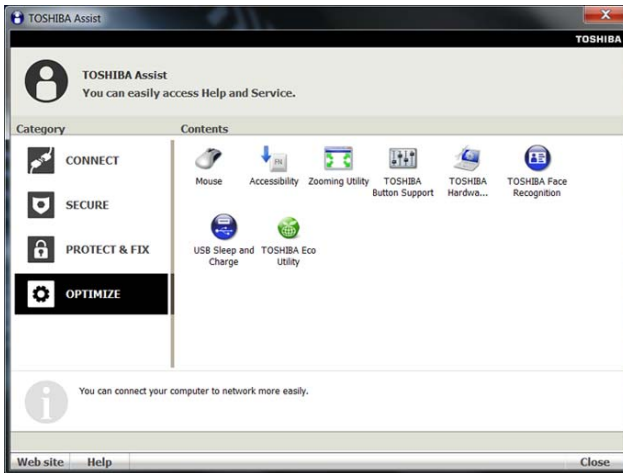 TOSHIBA Assist
TOSHIBA
TOSHIBA Assist
You can easily access Help and Service.
Category
Contents
CONNECT
SECURE
PROTECT & FIX
OPTIMIZE
Mouse
Accessibility
Zooming Utility
TOSHIBA
Button Support
TOSHIBA
Hardwa...
TOSHIBA Face
Recognition
USB Sleep and
Charge
TOSHIBA Eco
Utility
You can connect your computer to network more easily.
Web site
Help
Close